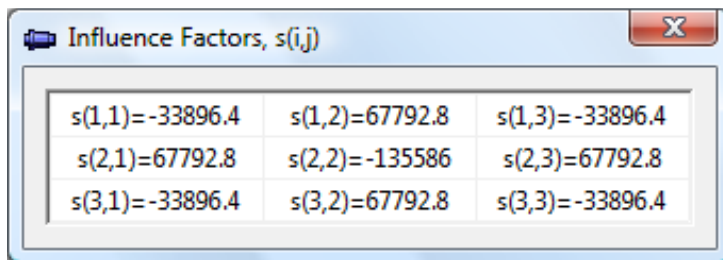 Influence Factors, s(i,j)
s(1,1)=-33896.4 s(1,2)=67792.8 s(1,3)=-33896.4
s(2,1)=67792.8 s(2,2)=-135586 s(2,3)=67792.8
s(3,1)=-33896.4 s(3,2)=67792.8 s(3,3)=-33896.4